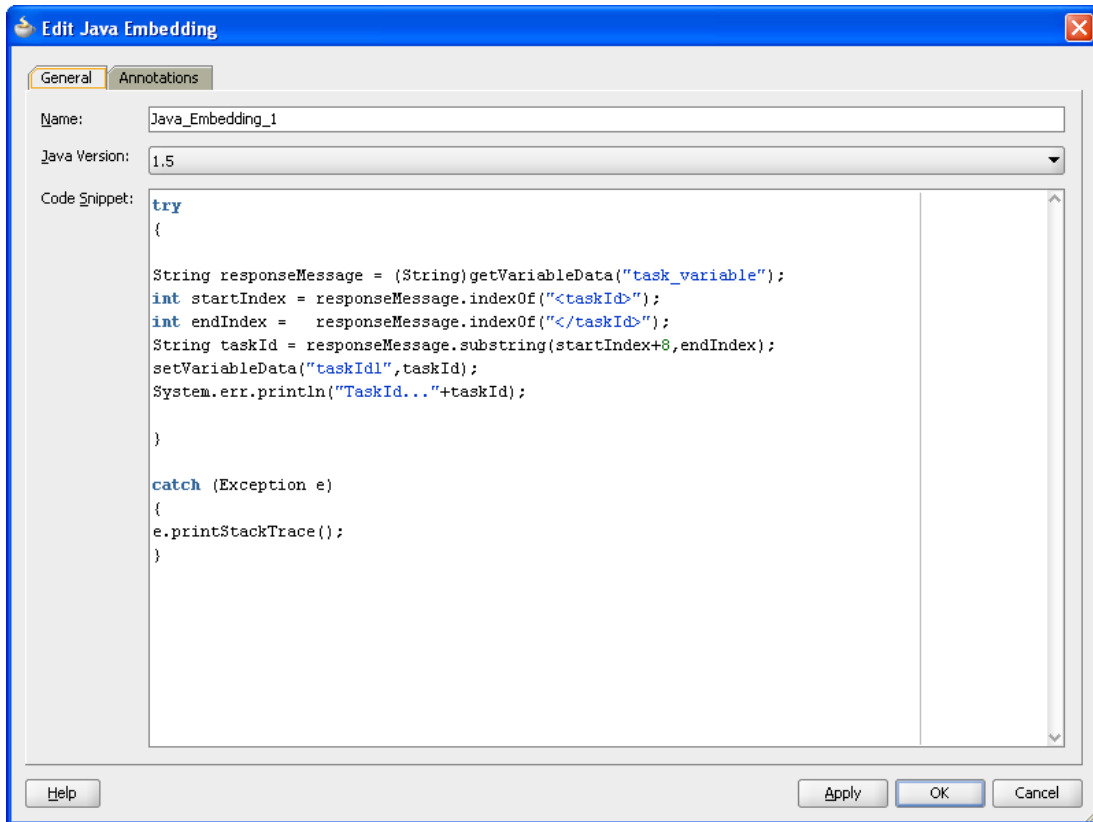 Edit Java Embedding
General Annotations
Name: Java_Embedding_1
Java Version: 1.5
Code Snippet:
try
{
String responseMessage = (String)getVariableData("task_variable");
int startIndex = responseMessage.indexOf("<taskId>");
int endIndex =   responseMessage.indexOf("</taskId>");
String taskId = responseMessage.substring(startIndex+8,endIndex);
setVariableData("taskId1",taskId);
System.err.println("TaskId..."+taskId);
}
catch (Exception e)
{
e.printStackTrace();
}
Help Apply OK Cancel